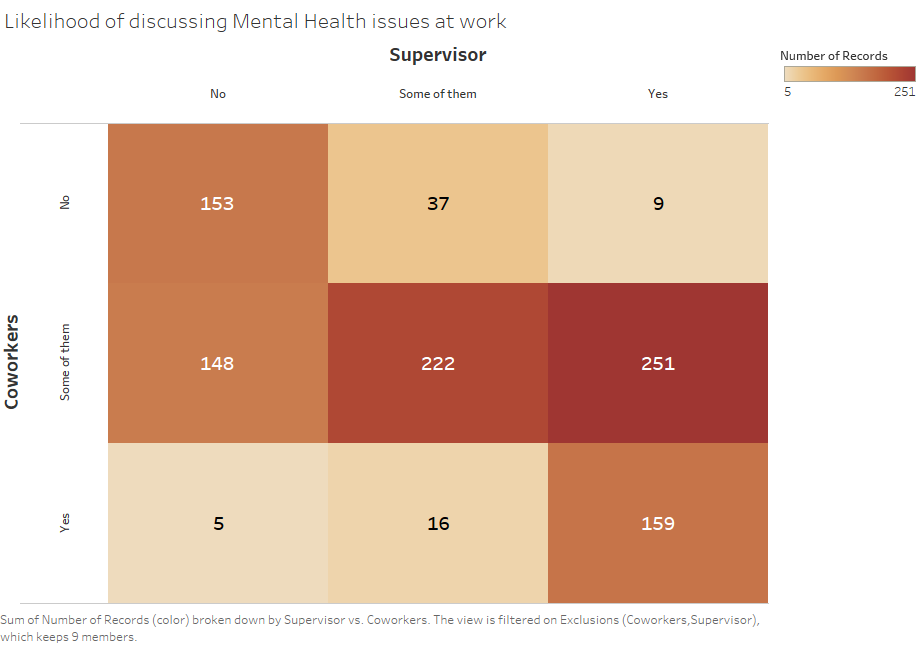 Likelihood of discussing Mental Health issues at work
Supervisor
Number of Records
5 251
No Some of them Yes
Coworkers
No
153 37 9
Some of them
148 222 251
Yes
5 16 159
Sum of Number of Records (color) broken down by Supervisor vs. Coworkers. The view is filtered on Exclusions (Coworkers,Supervisor),
which keeps 9 members.